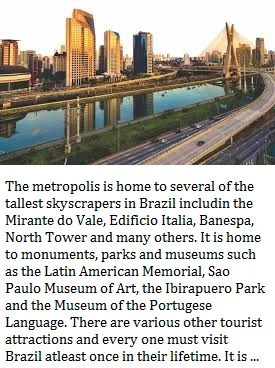 The metropolis is home to several of the
tallest skyscrapers in Brazil includin the
Mirante do Vale, Edificio Italia, Banespa,
North Tower and many others. It is home
to monuments, parks and museums such
as the Latin American Memorial, Sao
Paulo Museum of Art, the Ibirapuero Park
and the Museum of the Portugese
Language. There are various other tourist
attractions and every one must visit
Brazil atleast once in their lifetime. It is ...